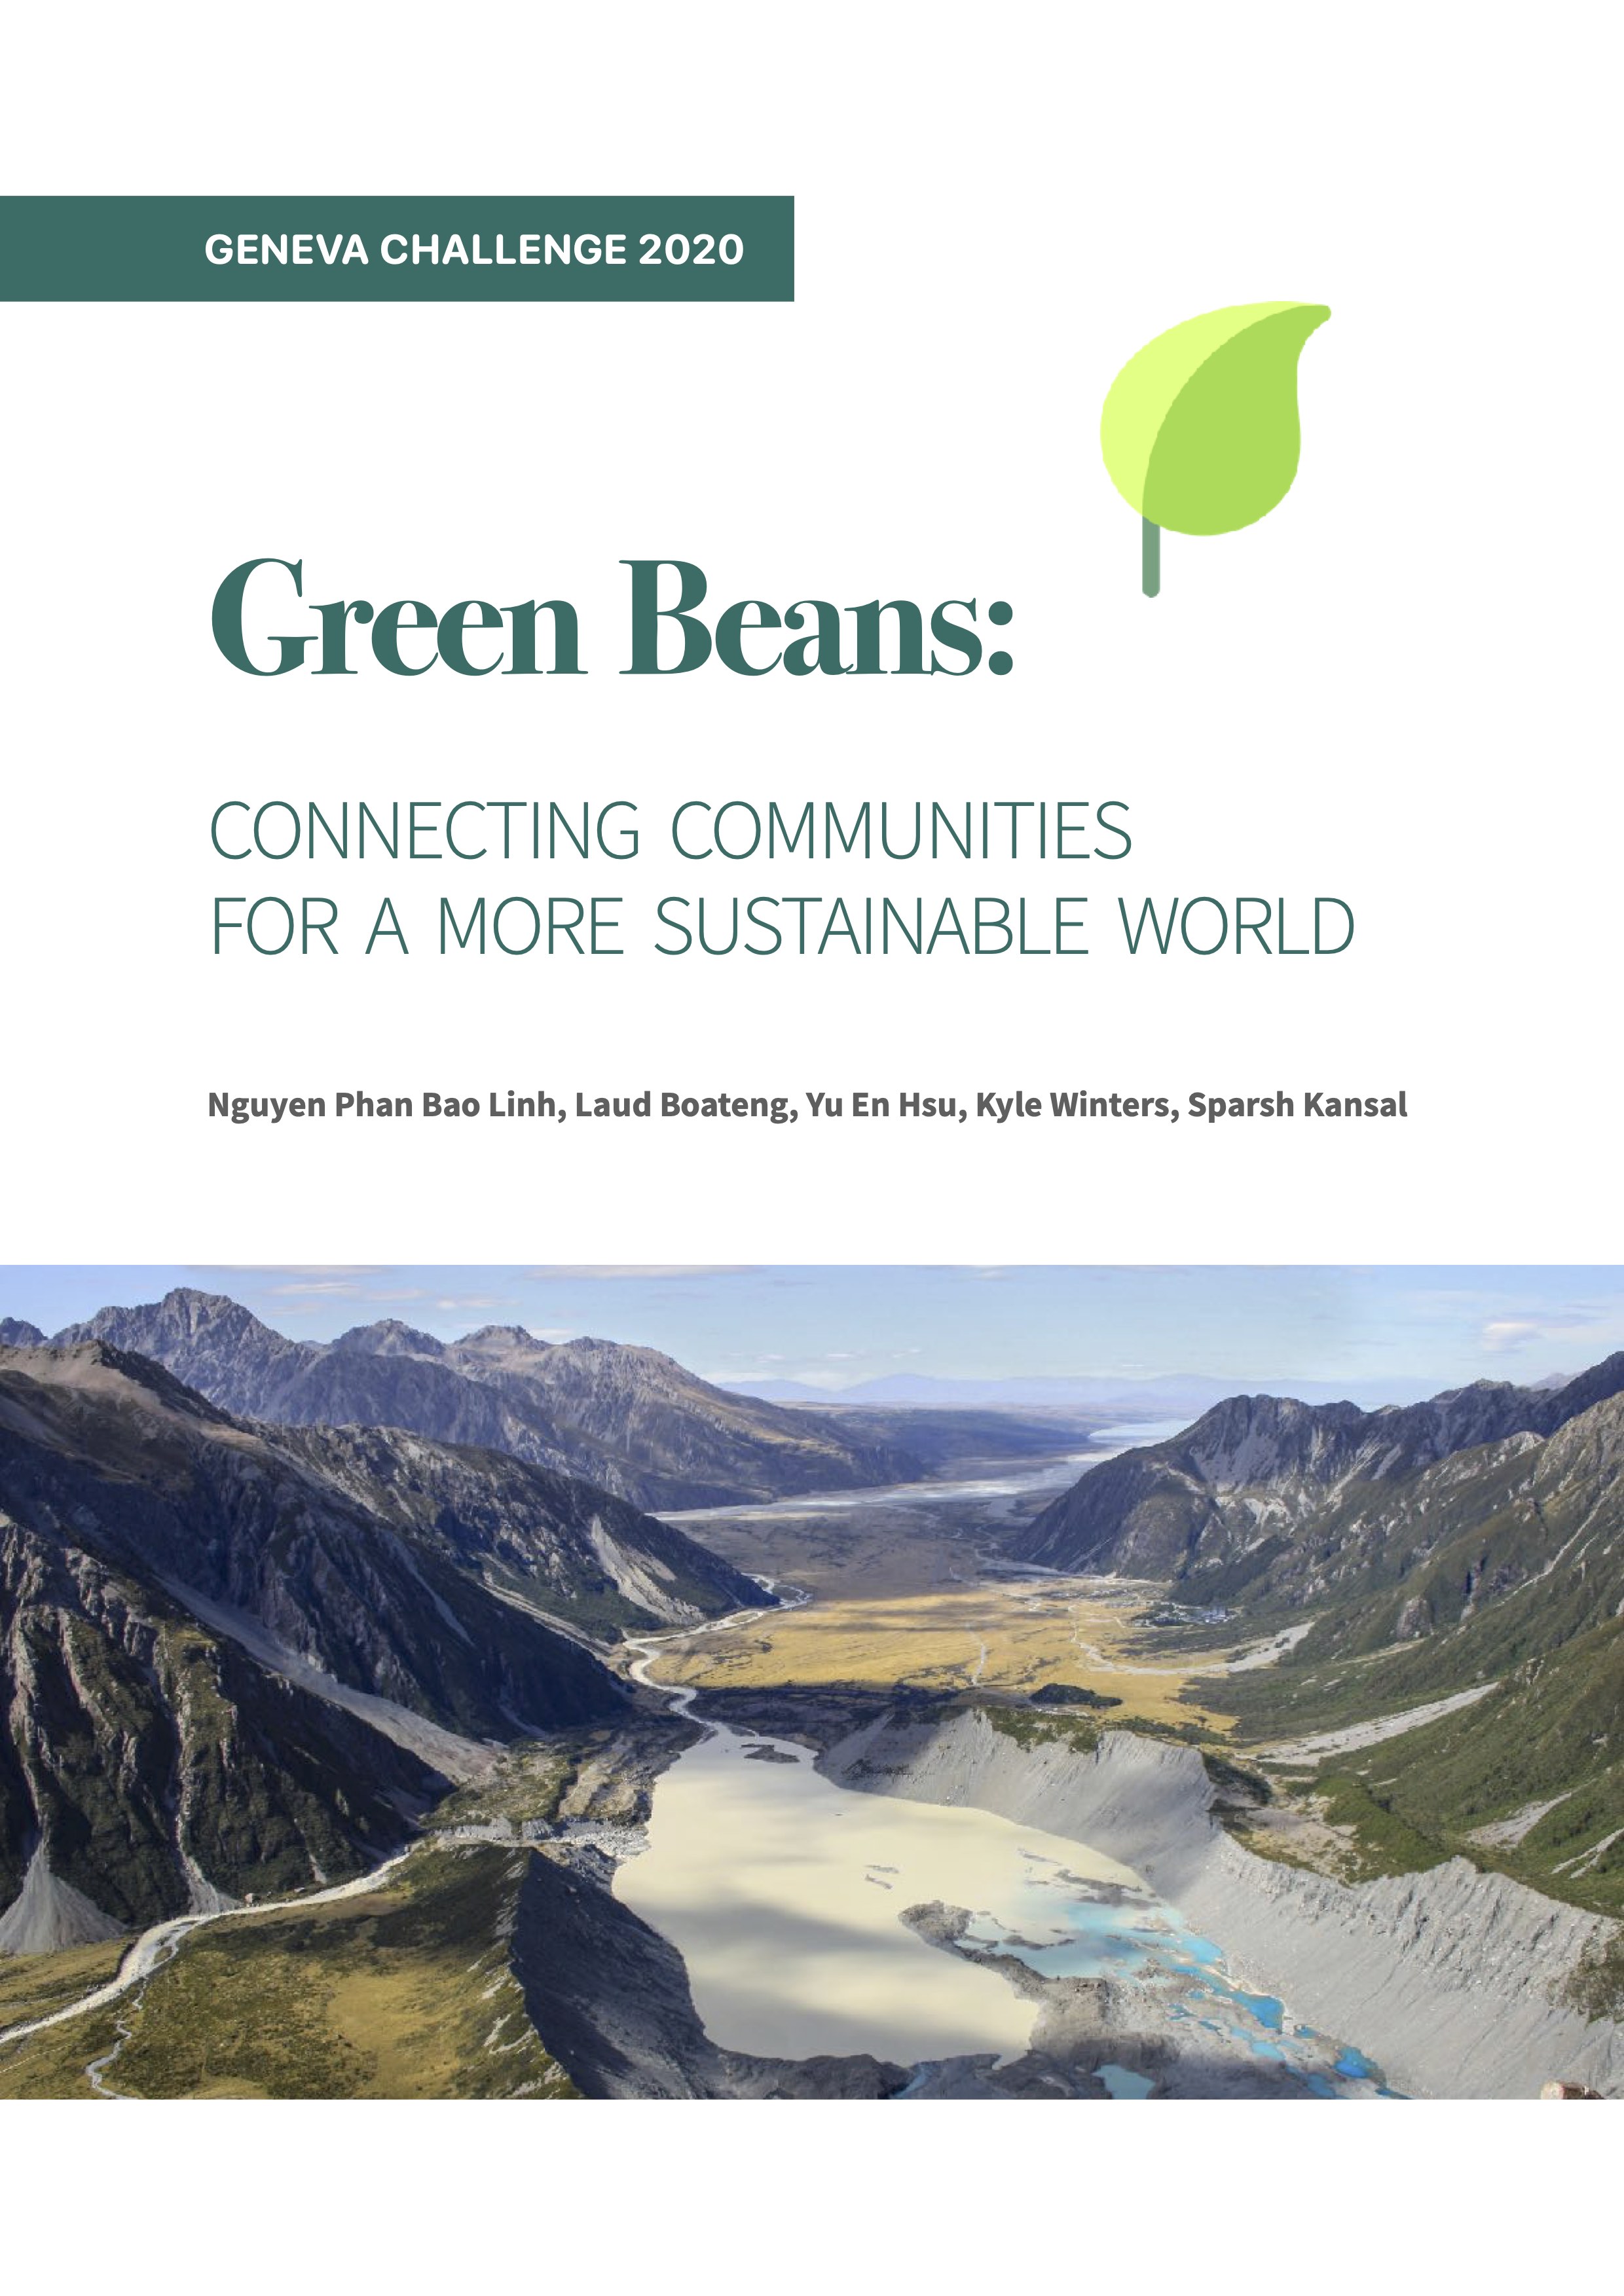 GENEVA CHALLENGE 2020
Green Beans:
CONNECTING COMMUNITIES
FOR A MORE SUSTAINABLE WORLD
Nguyen Phan Bao Linh, Laud Boateng, Yu En Hsu, Kyle Winters, Sparsh Kansal